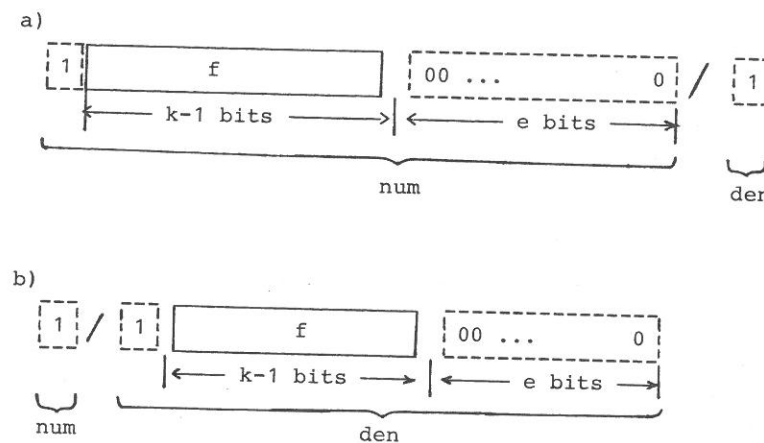 a)
1 f 00 ... 0 / 1
k-1 bits e bits
num den
b)
1 / 1 f 00 ... 0
k-1 bits e bits
num den